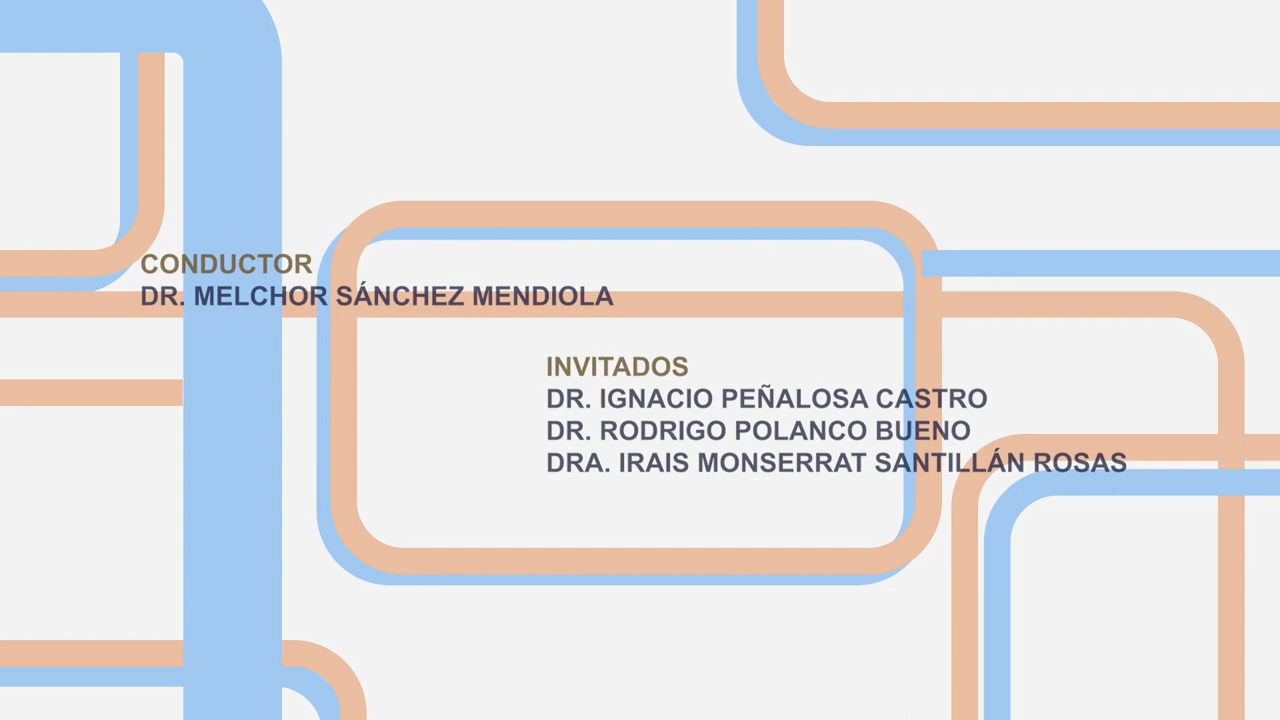 CONDUCTOR
DR. MELCHOR SÁNCHEZ MENDIOLA
INVITADOS
DR. IGNACIO PEÑALOSA CASTRO
DR. RODRIGO POLANCO BUENO
DRA. IRAIS MONSERRAT SANTILLÁN ROSAS